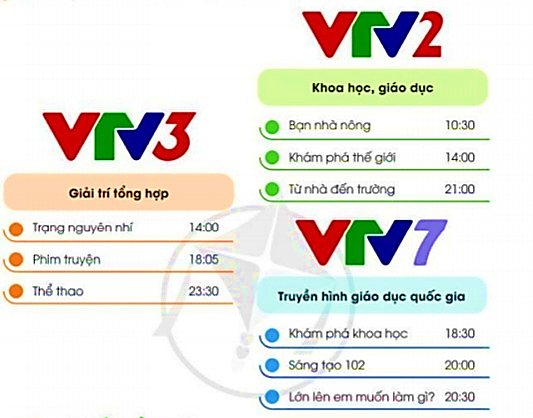 VTV3
Giải trí tổng hợp
Trạng nguyên nhí 14:00
Phim truyện 18:05
Thể thao 23:30
VTV2
Khoa học, giáo dục
Bạn nhà nông 10:30
Khám phá thế giới 14:00
Từ nhà đến trường 21:00
VTV7
Truyền hình giáo dục quốc gia
Khám phá khoa học 18:30
Sáng tạo 102 20:00
Lớn lên em muốn làm gì? 20:30